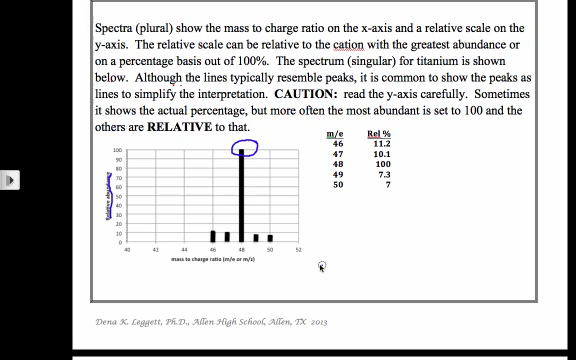 Spectra (plural) show the mass to charge ratio on the x-axis and a relative scale on the
y-axis. The relative scale can be relative to the cation with the greatest abundance or
on a percentage basis out of 100%. The spectrum (singular) for titanium is shown
below. Although the lines typically resemble peaks, it is common to show the peaks as
lines to simplify the interpretation. CAUTION: read the y-axis carefully. Sometimes
it shows the actual percentage, but more often the most abundant is set to 100 and the
others are RELATIVE to that.
m/e Rel %
46 11.2
47 10.1
48 100
49 7.3
50 7
Relative abundance
100
90
80
70
60
50
40
30
20
10
0
40 42 44 46 48 50 52
mass to charge ratio (m/e or m/z)
Dena K. Leggett, Ph.D., Allen High School, Allen, TX 2013